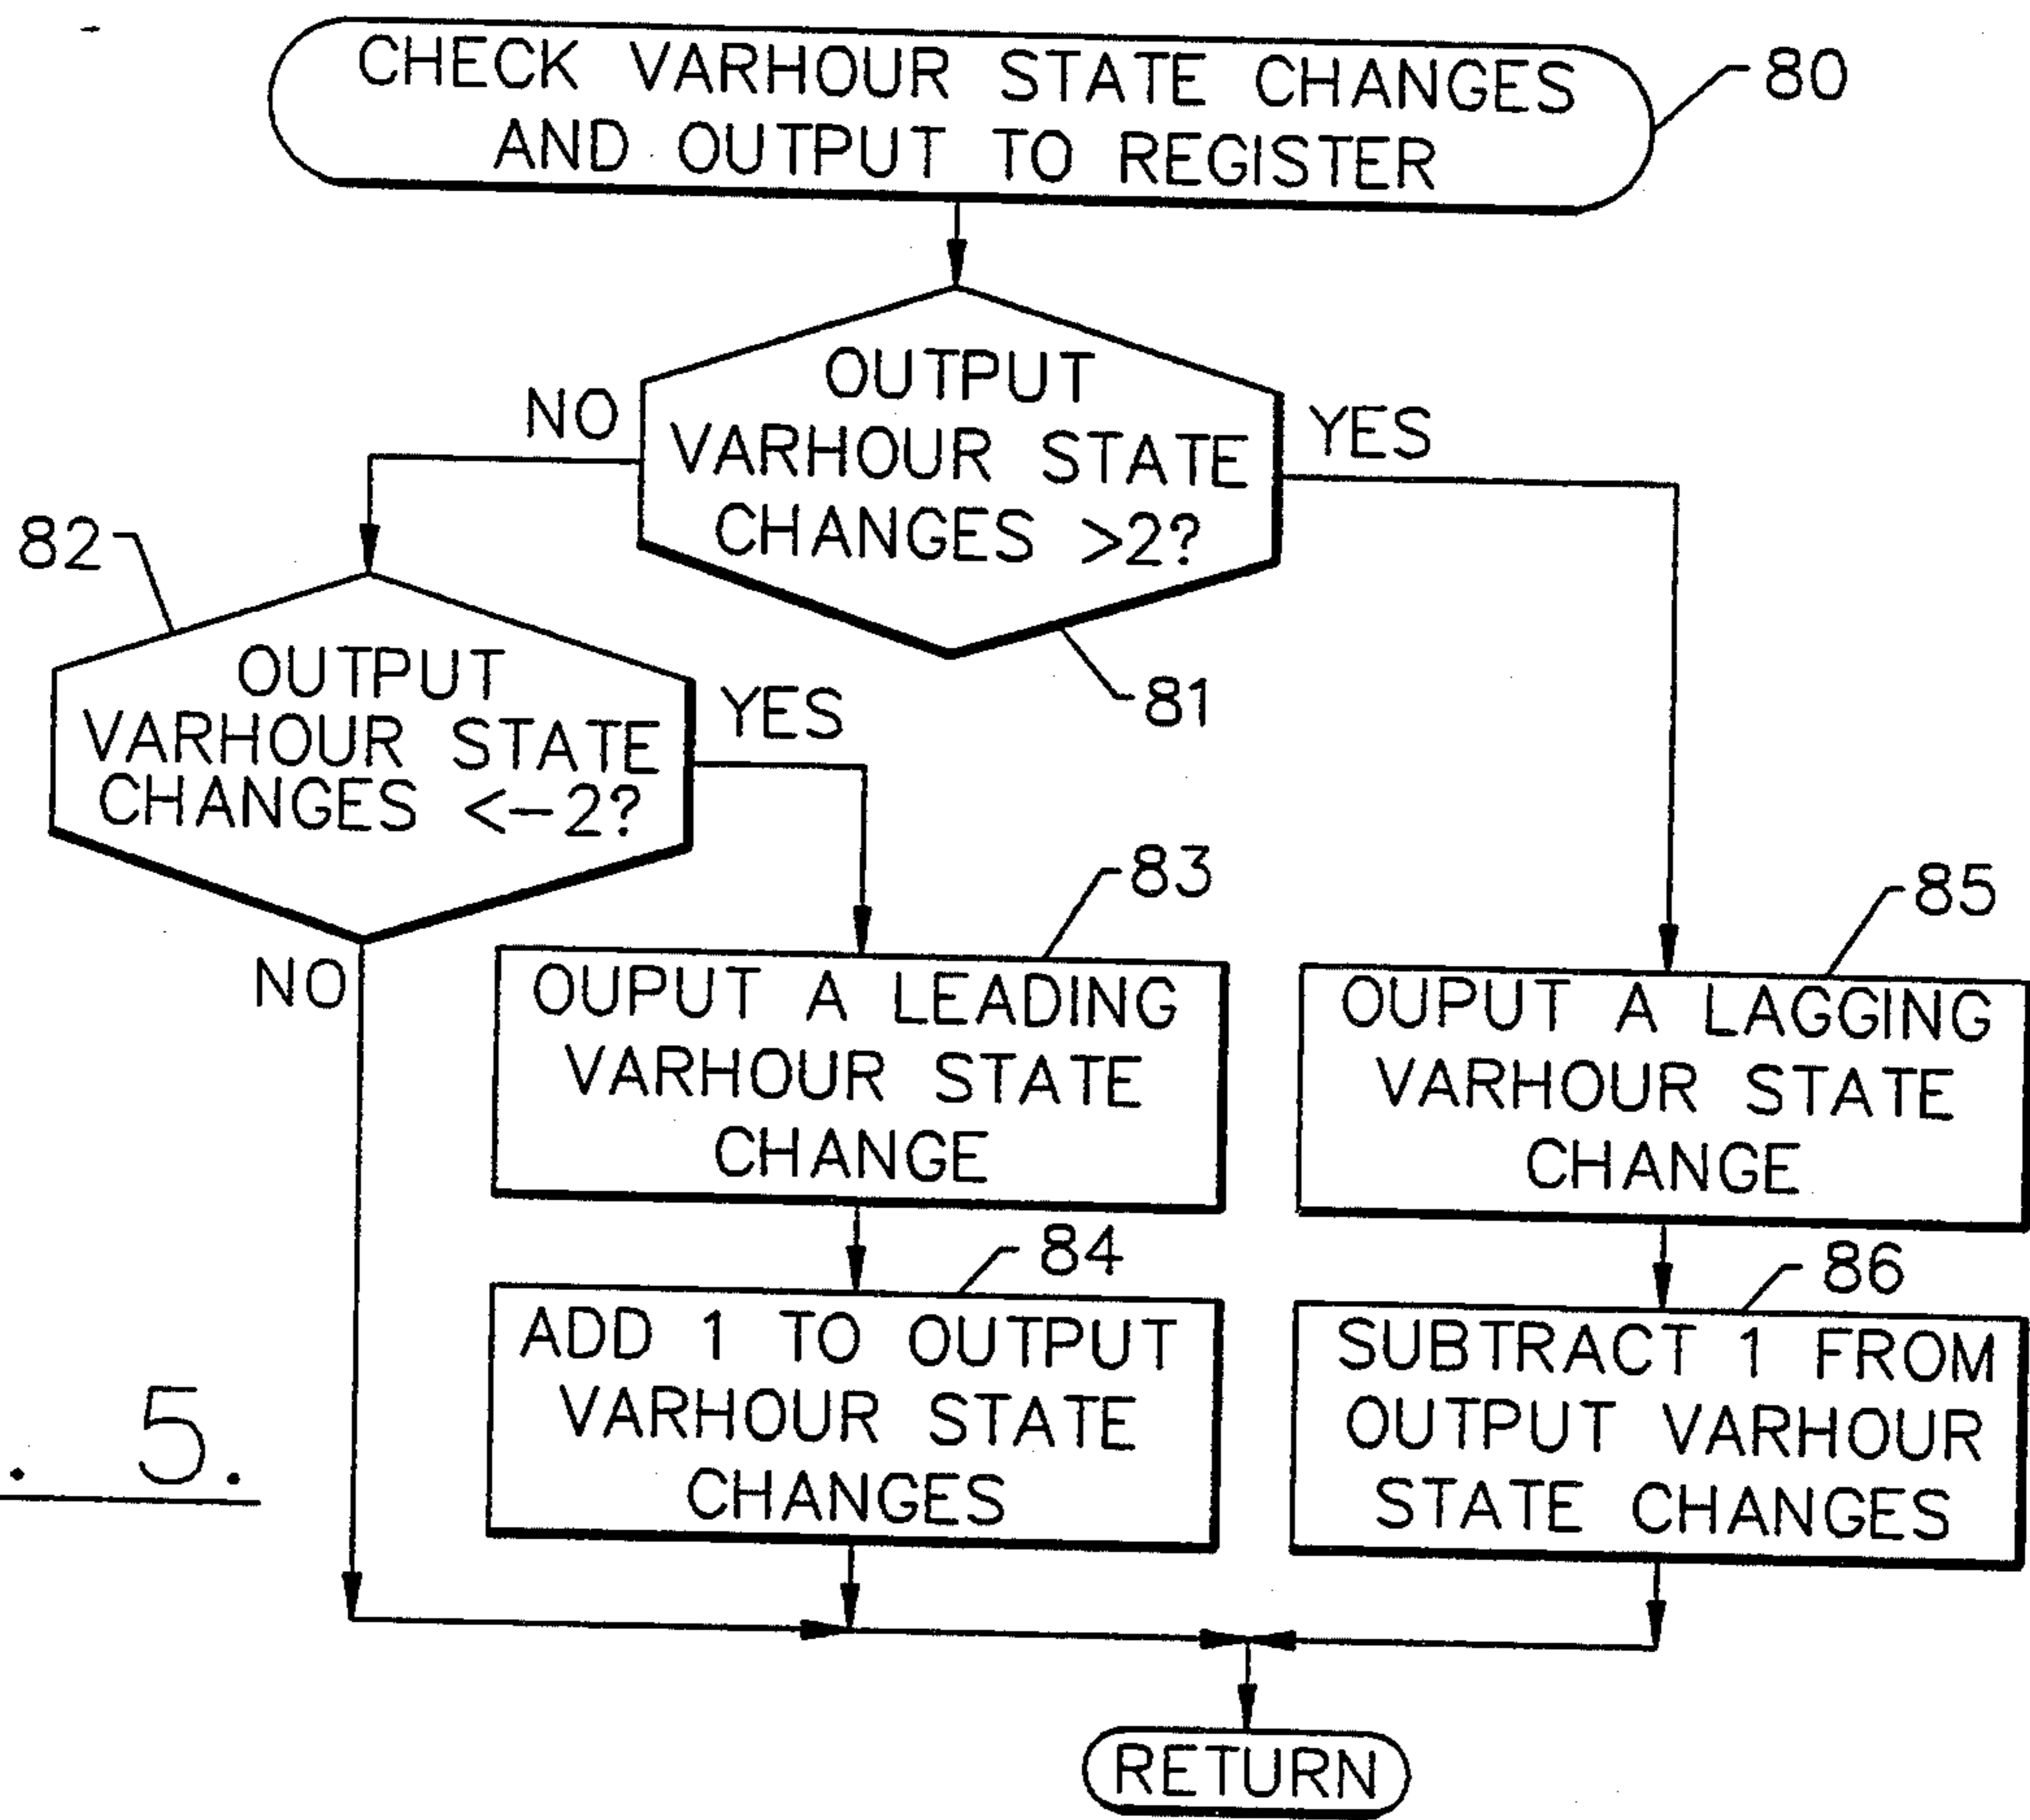 CHECK VARHOUR STATE CHANGES
AND OUTPUT TO REGISTER
80
OUTPUT
VARHOUR STATE
CHANGES >2?
NO
YES
81
82
OUTPUT
VARHOUR STATE
CHANGES <-2?
YES
NO
83
OUPUT A LEADING
VARHOUR STATE
CHANGE
85
OUPUT A LAGGING
VARHOUR STATE
CHANGE
84
ADD 1 TO OUTPUT
VARHOUR STATE
CHANGES
86
SUBTRACT 1 FROM
OUTPUT VARHOUR
STATE CHANGES
. 5.
RETURN